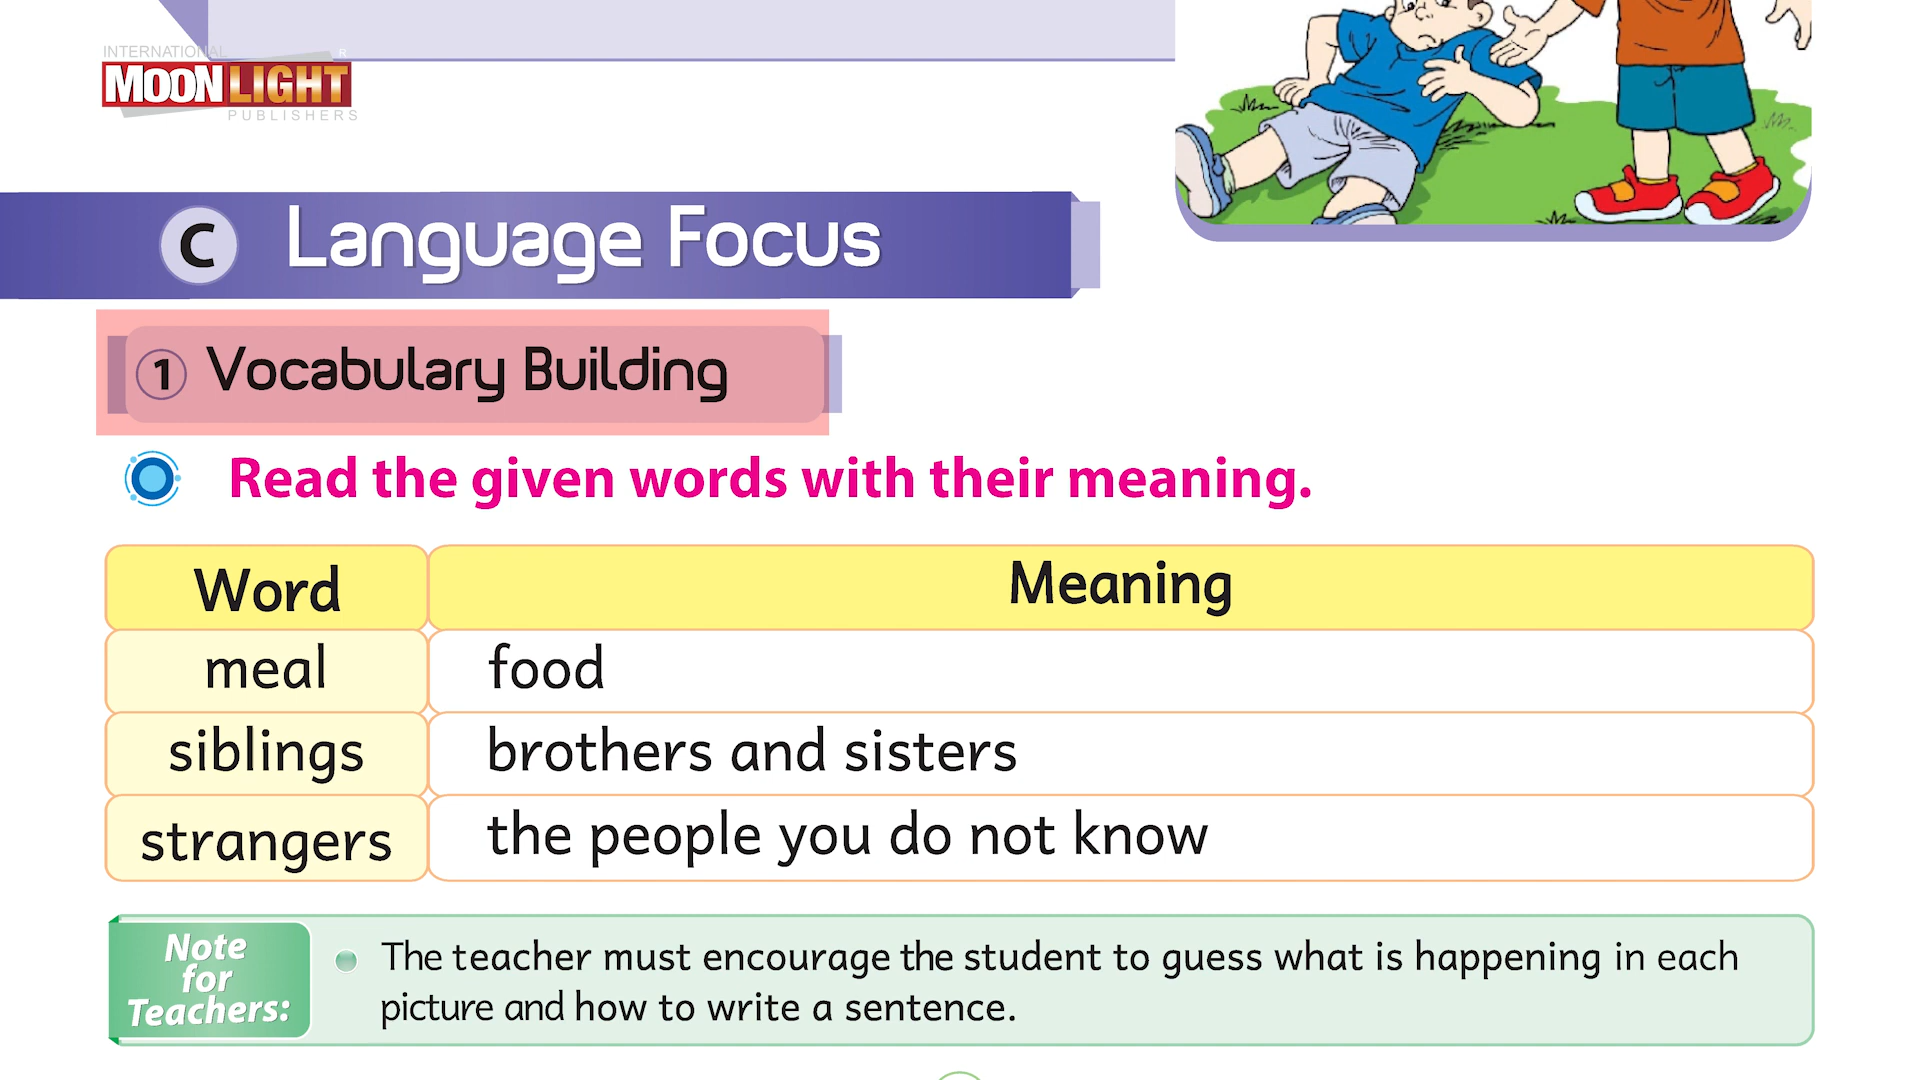 INTERNATIONAL
R
MOONLIGHT
PUBLISHERS
C Language Focus
1 Vocabulary Building
Read the given words with their meaning.
Word Meaning
meal food
siblings brothers and sisters
strangers the people you do not know
Note
for
Teachers:
The teacher must encourage the student to guess what is happening in each
picture and how to write a sentence.